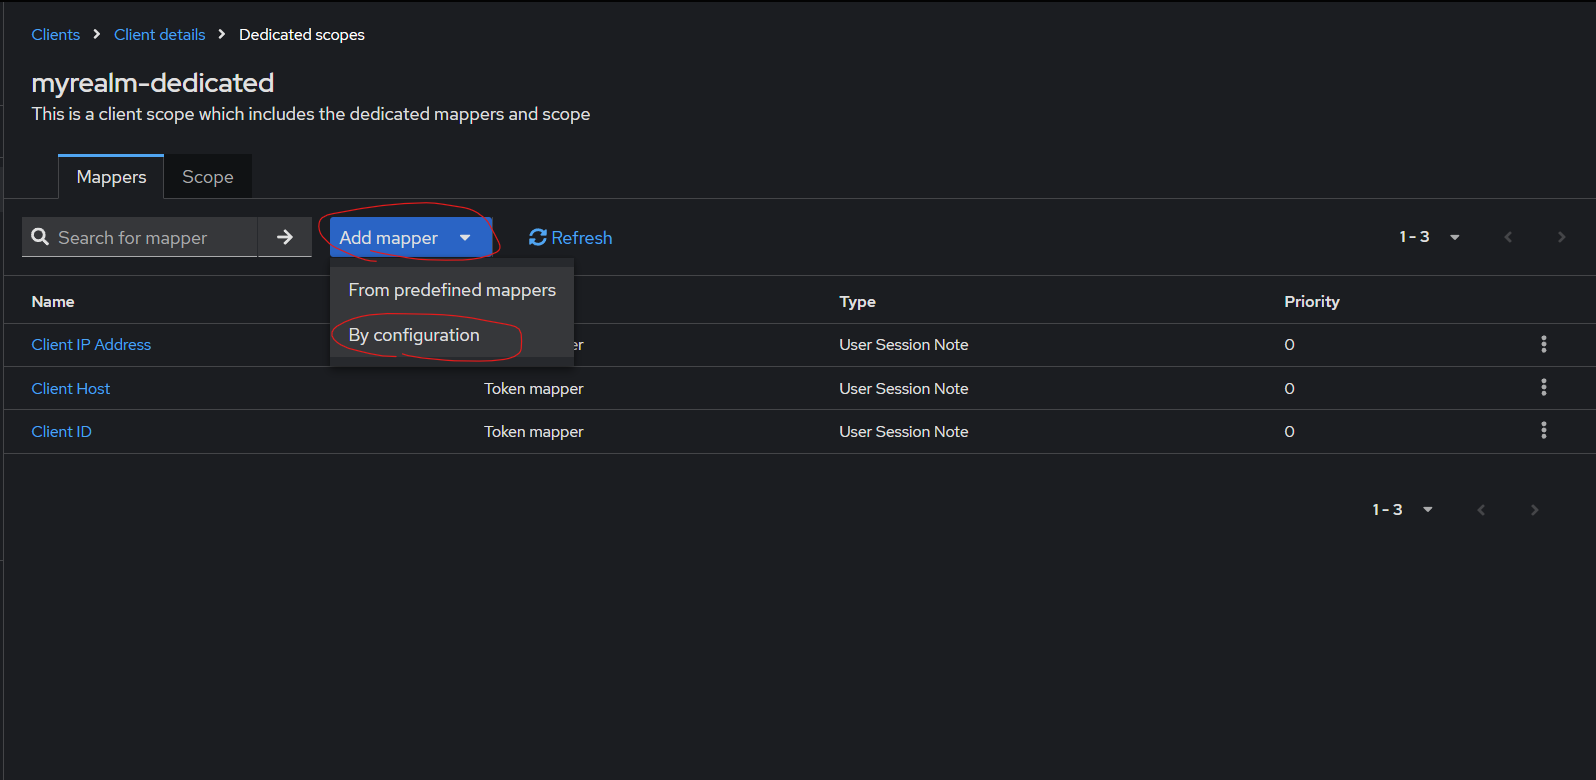 Clients > Client details > Dedicated scopes
myrealm-dedicated
This is a client scope which includes the dedicated mappers and scope
Mappers Scope
Search for mapper Add mapper Refresh 1 - 3
From predefined mappers
By configuration
Name Type Priority
Client IP Address er User Session Note 0
Client Host Token mapper User Session Note 0
Client ID Token mapper User Session Note 0
1 - 3